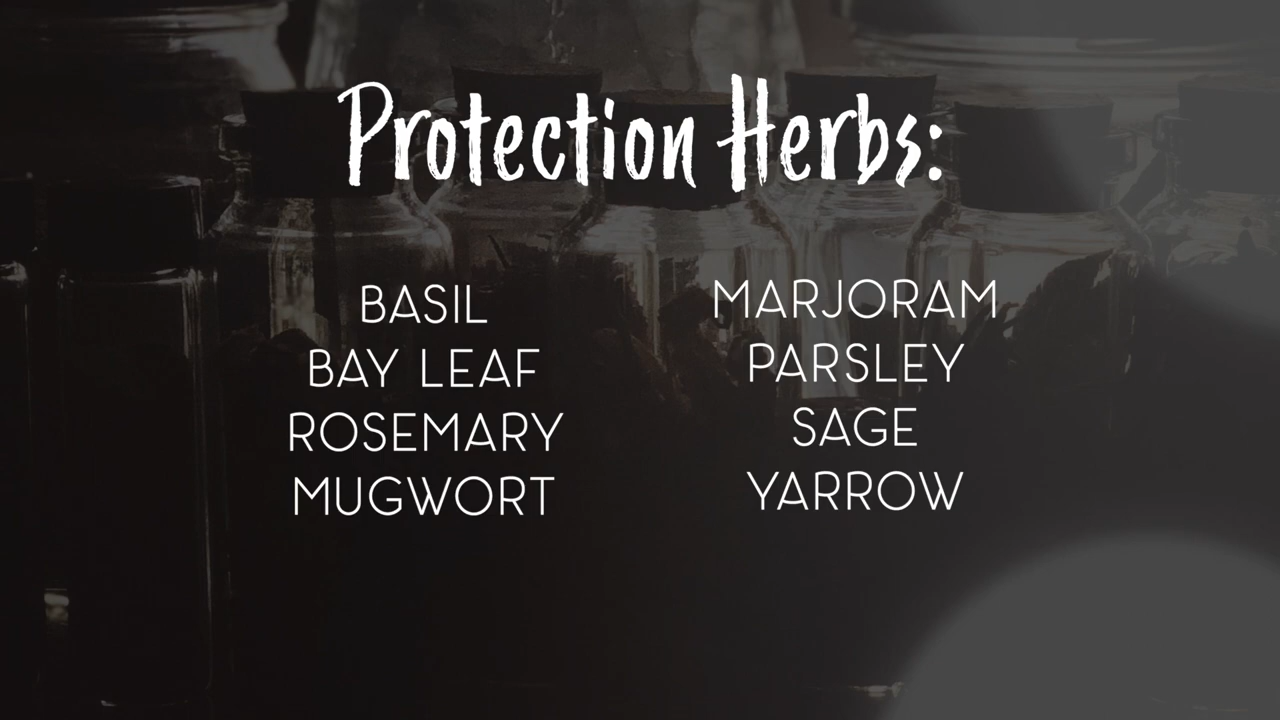 Protection Herbs:
BASIL
BAY LEAF
ROSEMARY
MUGWORT
MARJORAM
PARSLEY
SAGE
YARROW